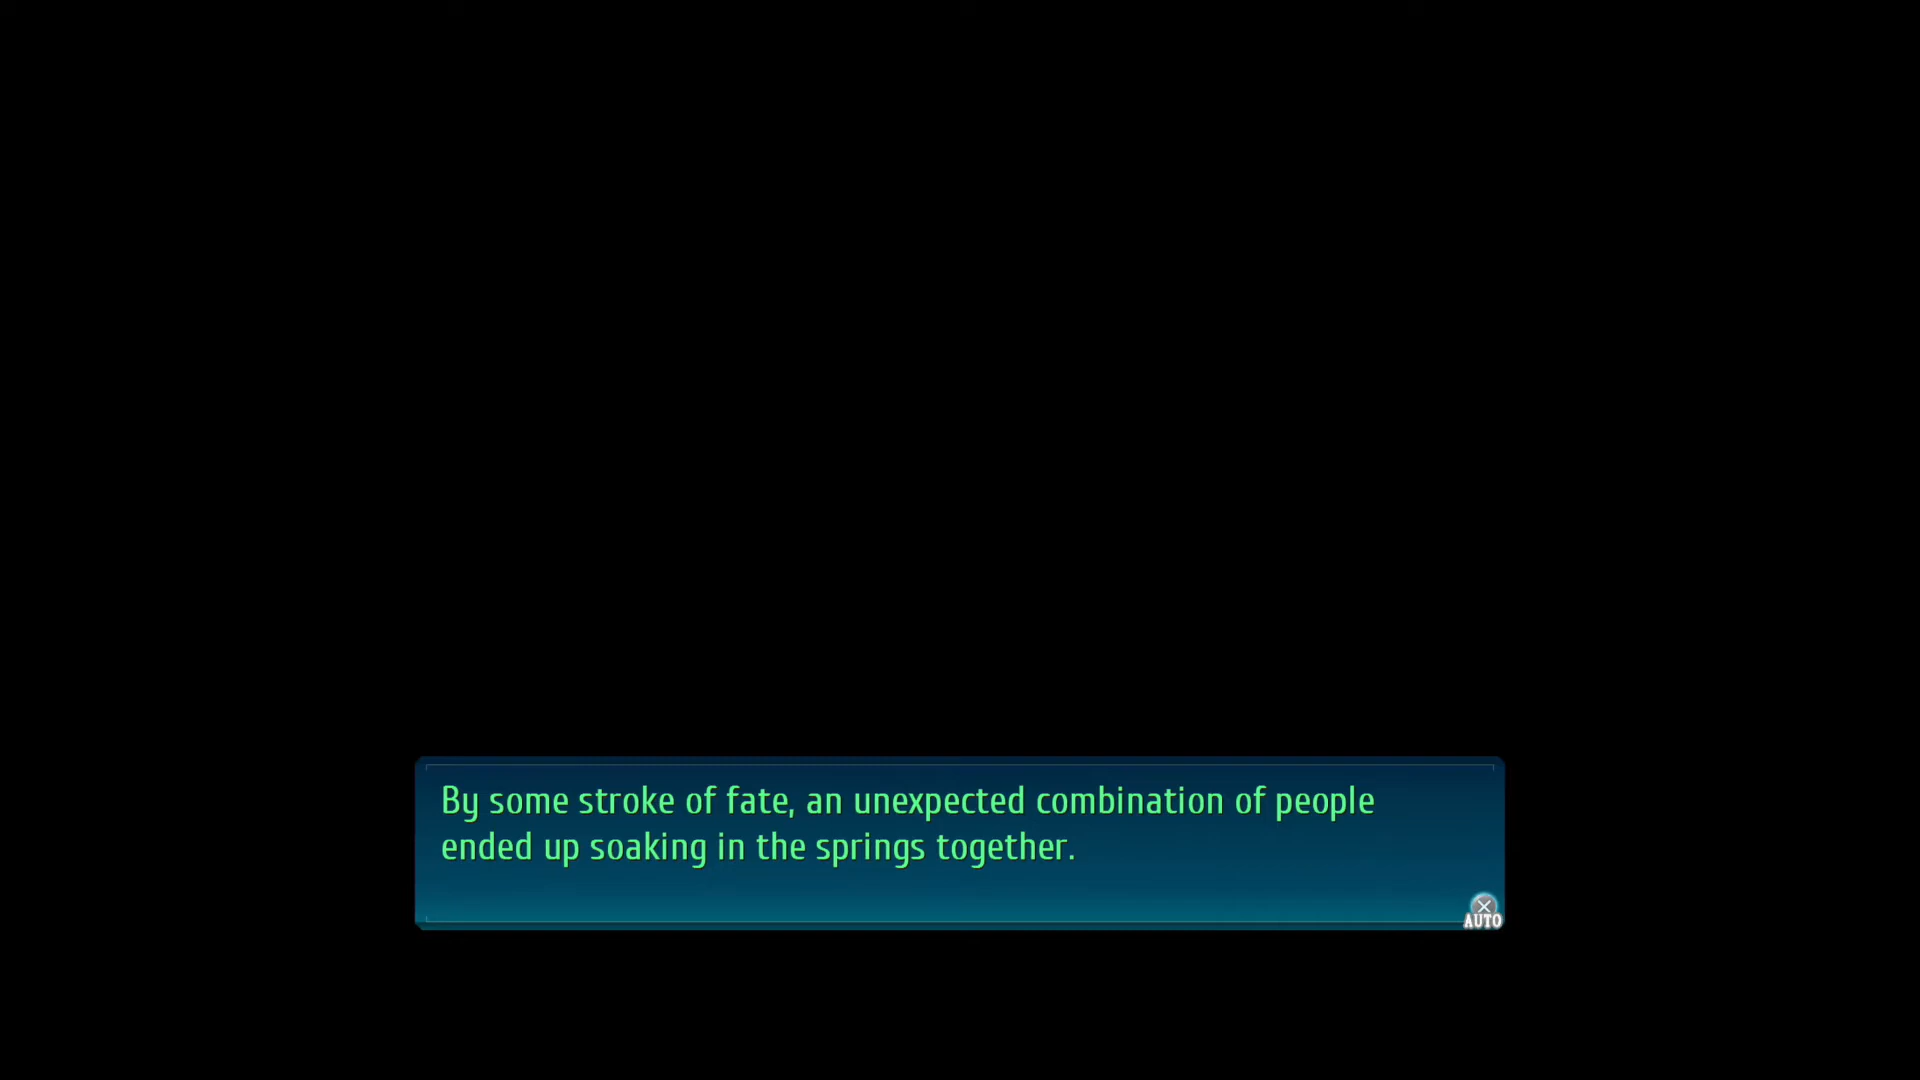 By some stroke of fate, an unexpected combination of people
ended up soaking in the springs together.
AUTO